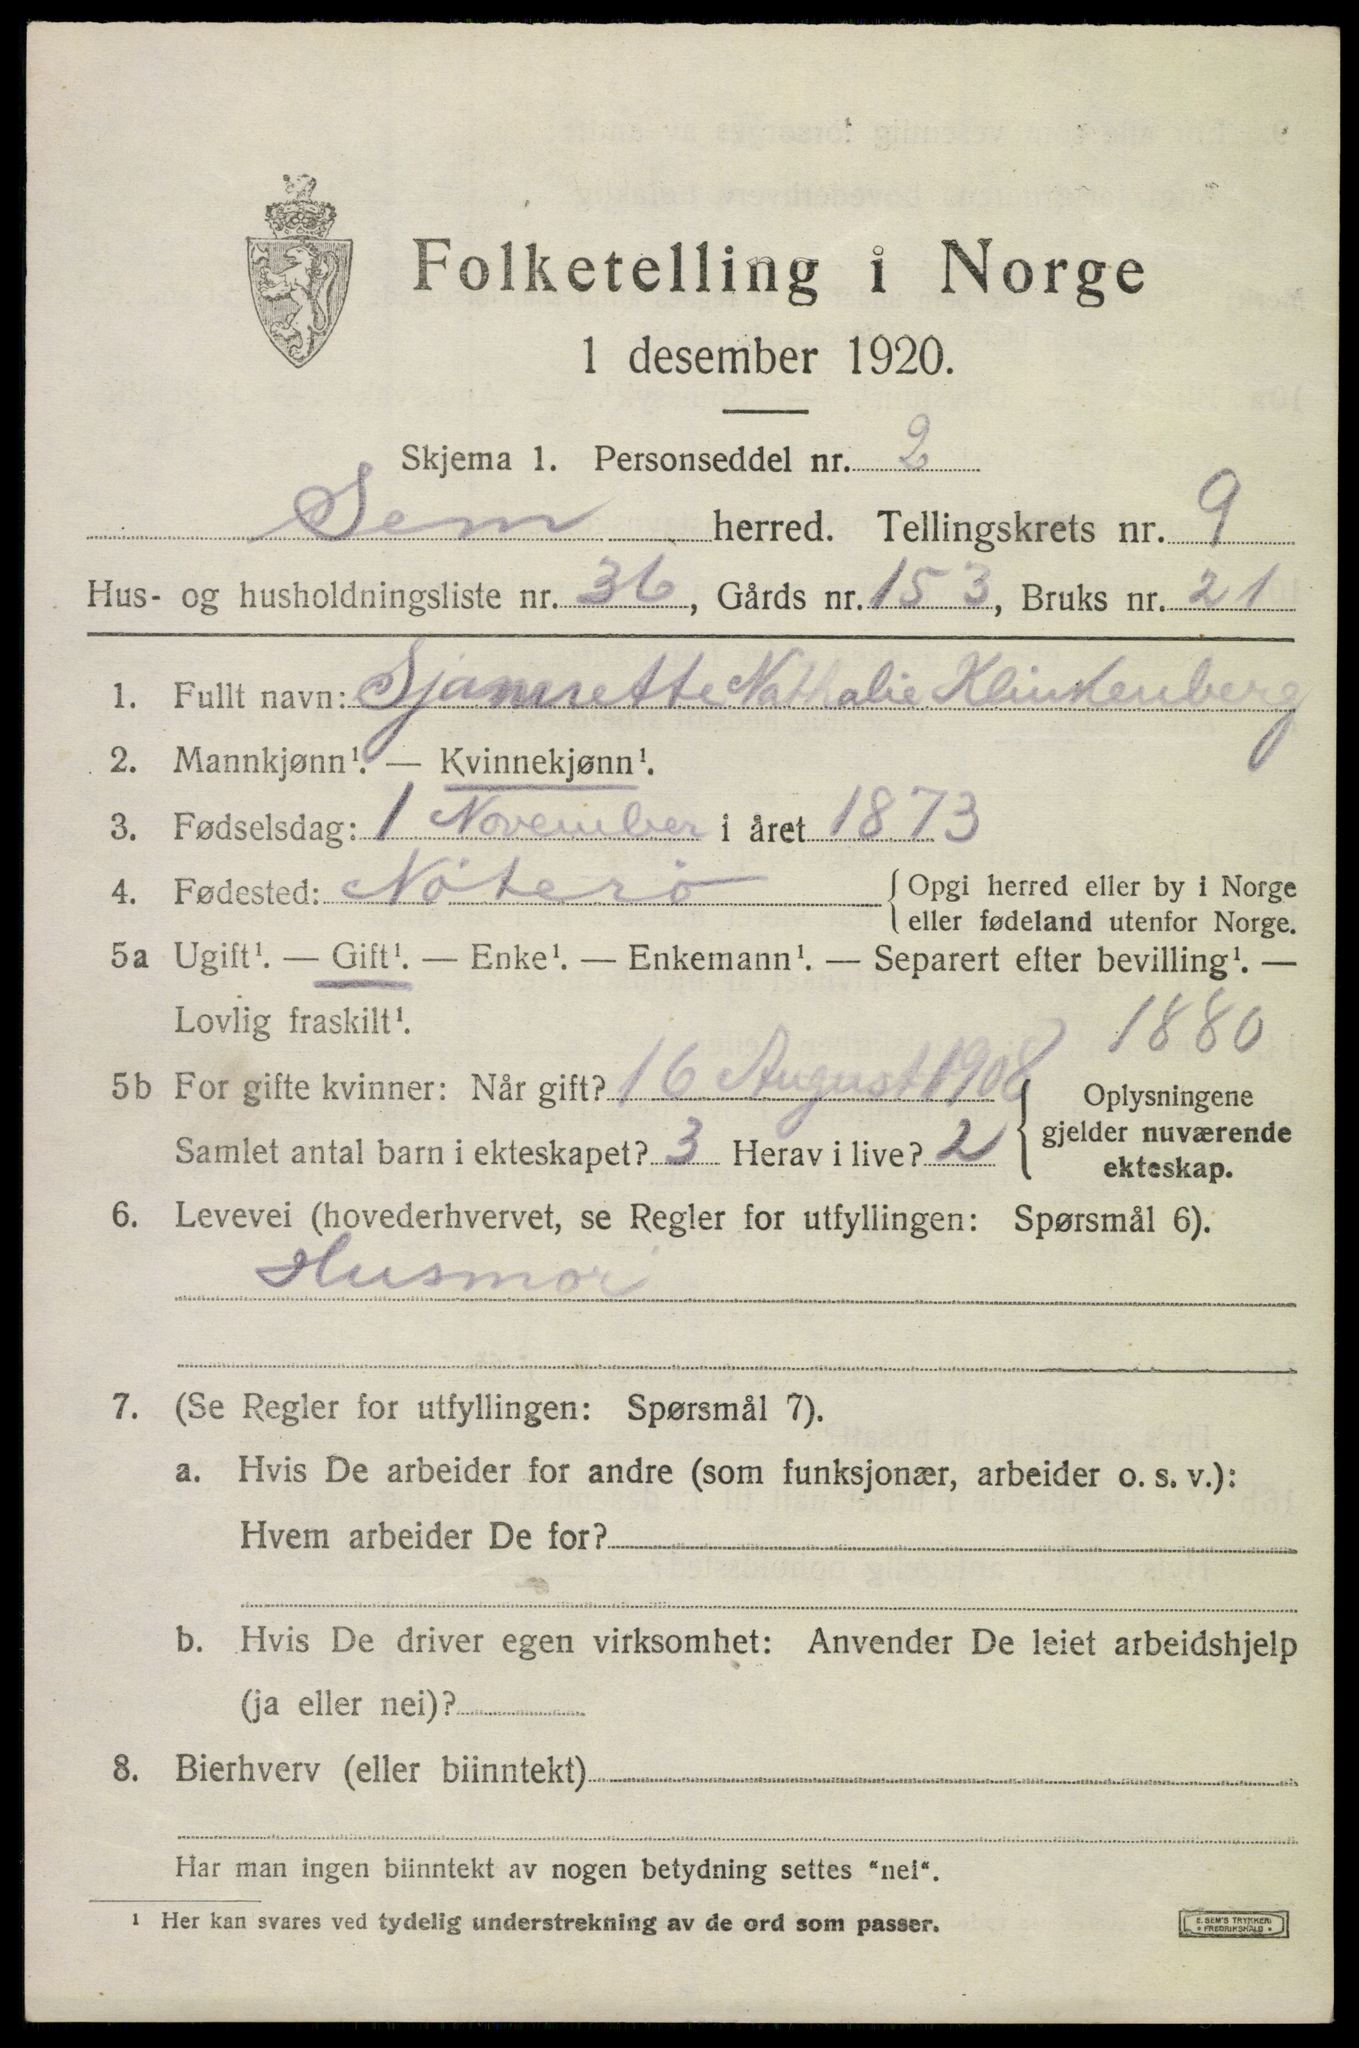 Folketelling i Norge
1 desember 1920.
Skjema 1. Personseddel nr. 2
Sem herred. Tellingskrets nr. 9
Hus- og husholdningsliste nr. 36, Gårds nr. 153, Bruks nr. 21
1. Fullt navn: Sjannette Nathalie Klinkenberg
2. Mannkjønn¹. — Kvinnekjønn¹.
3. Fødselsdag: 1 November i året 1873
4. Fødested: Nöterö { Opgi herred eller by i Norge
eller fødeland utenfor Norge.
5a Ugift¹. — Gift¹. — Enke¹. — Enkemann¹. — Separert efter bevilling¹. —
Lovlig fraskilt¹. 1880
5b For gifte kvinner: Når gift? 16 August 1908 { Oplysningene
gjelder nuværende
ekteskap.
Samlet antal barn i ekteskapet? 3 Herav i live? 2
6. Levevei (hovederhvervet, se Regler for utfyllingen: Spørsmål 6).
Husmor
7. (Se Regler for utfyllingen: Spørsmål 7).
a. Hvis De arbeider for andre (som funksjonær, arbeider o. s. v.):
Hvem arbeider De for?
b. Hvis De driver egen virksomhet: Anvender De leiet arbeidshjelp
(ja eller nei)?
8. Bierhverv (eller biinntekt)
Har man ingen biinntekt av nogen betydning settes “nei“.
¹ Her kan svares ved tydelig understrekning av de ord som passer.
E. SEM'S TRYKKERI
• FREDRIKSHALD •